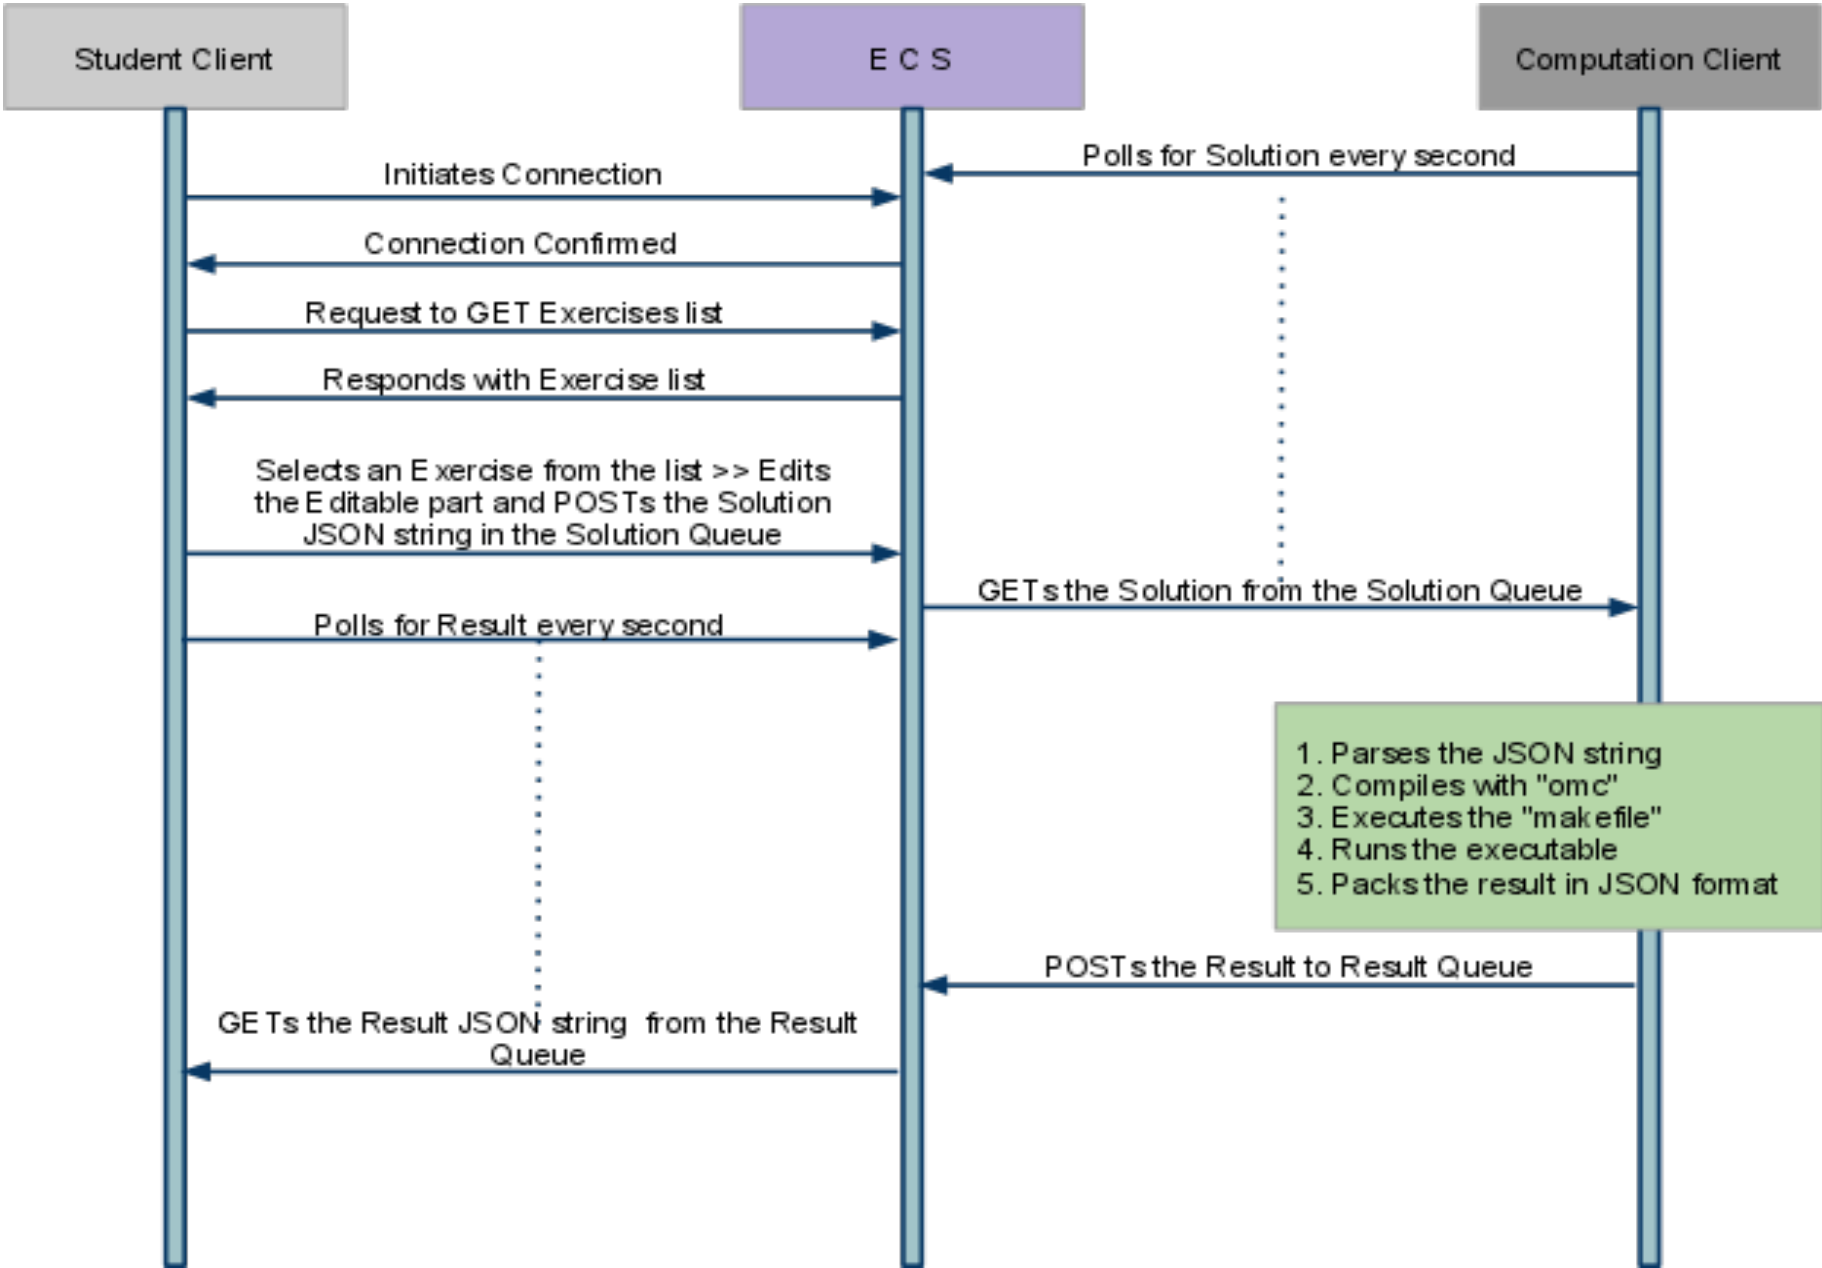 Student Client
E C S
Computation Client
Polls for Solution every second
Initiates Connection
Connection Confirmed
Request to GET Exercises list
Responds with Exercise list
Selects an Exercise from the list >> Edits
the Editable part and POSTs the Solution
JSON string in the Solution Queue
GETs the Solution from the Solution Queue
Polls for Result every second
1. Parses the JSON string
2. Compiles with "omc"
3. Executes the "makefile"
4. Runs the executable
5. Packs the result in JSON format
POSTs the Result to Result Queue
GETs the Result JSON string from the Result
Queue